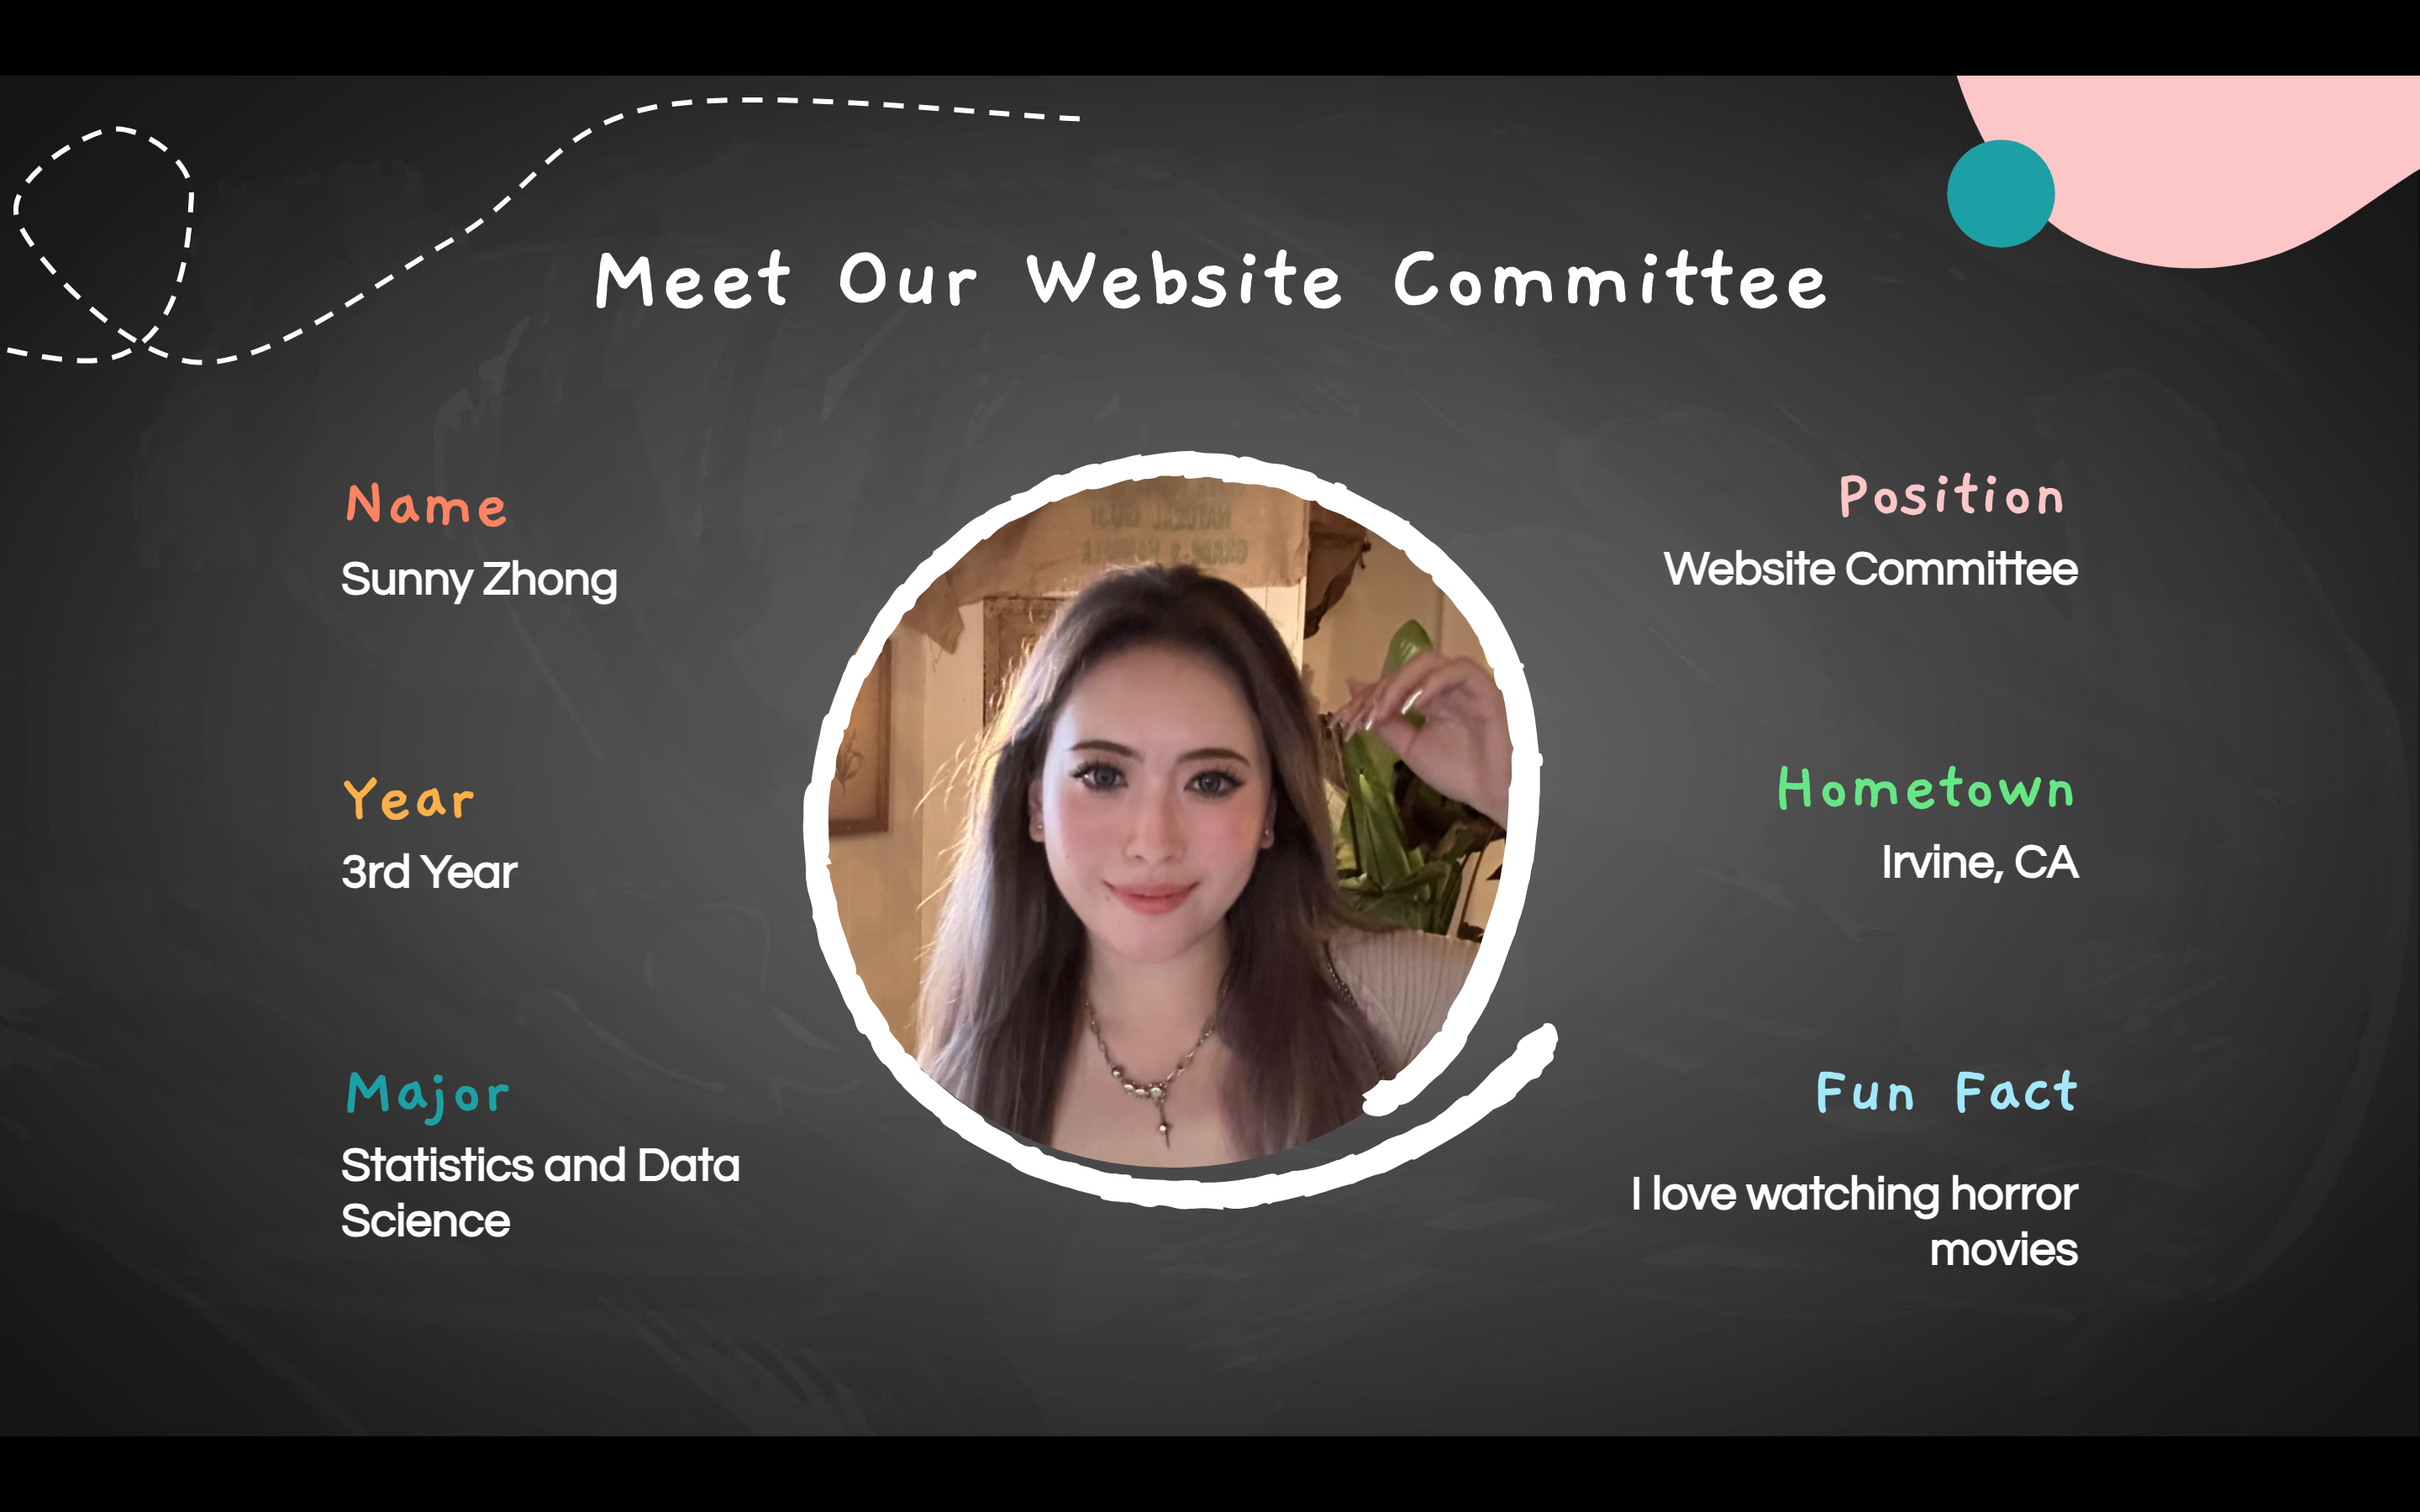 Meet Our Website Committee
Name
Sunny Zhong
Year
3rd Year
Major
Statistics and Data
Science
Position
Website Committee
Hometown
Irvine, CA
Fun Fact
I love watching horror
movies